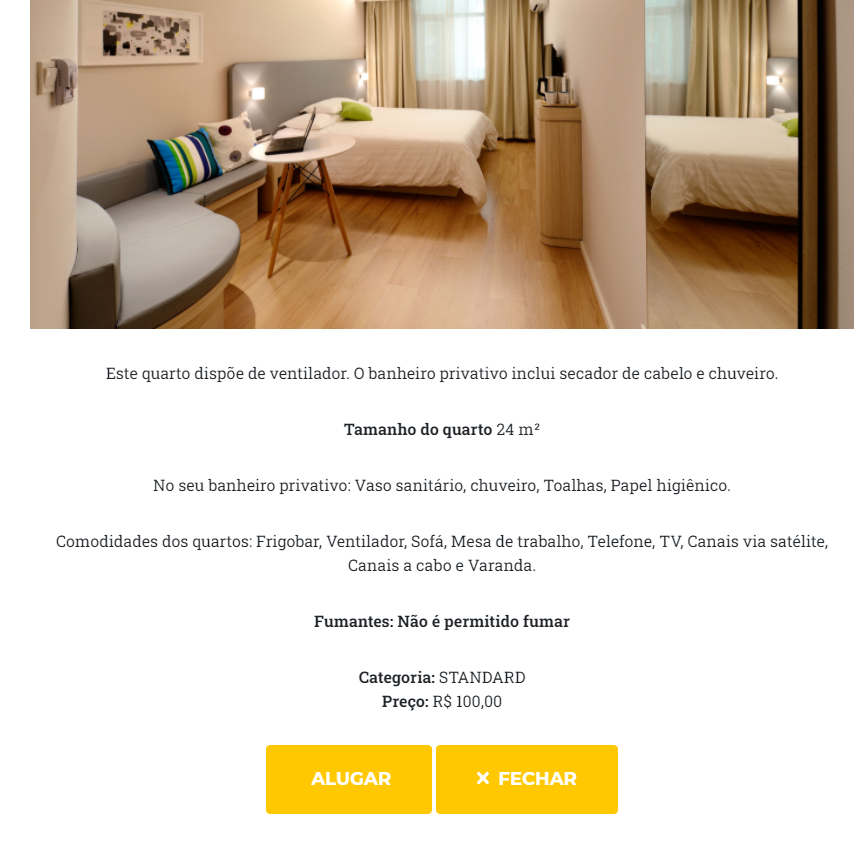 Este quarto dispõe de ventilador. O banheiro privativo inclui secador de cabelo e chuveiro.
Tamanho do quarto 24 m²
No seu banheiro privativo: Vaso sanitário, chuveiro, Toalhas, Papel higiênico.
Comodidades dos quartos: Frigobar, Ventilador, Sofá, Mesa de trabalho, Telefone, TV, Canais via satélite,
Canais a cabo e Varanda.
Fumantes: Não é permitido fumar
Categoria: STANDARD
Preço: R$ 100,00
ALUGAR
✕ FECHAR